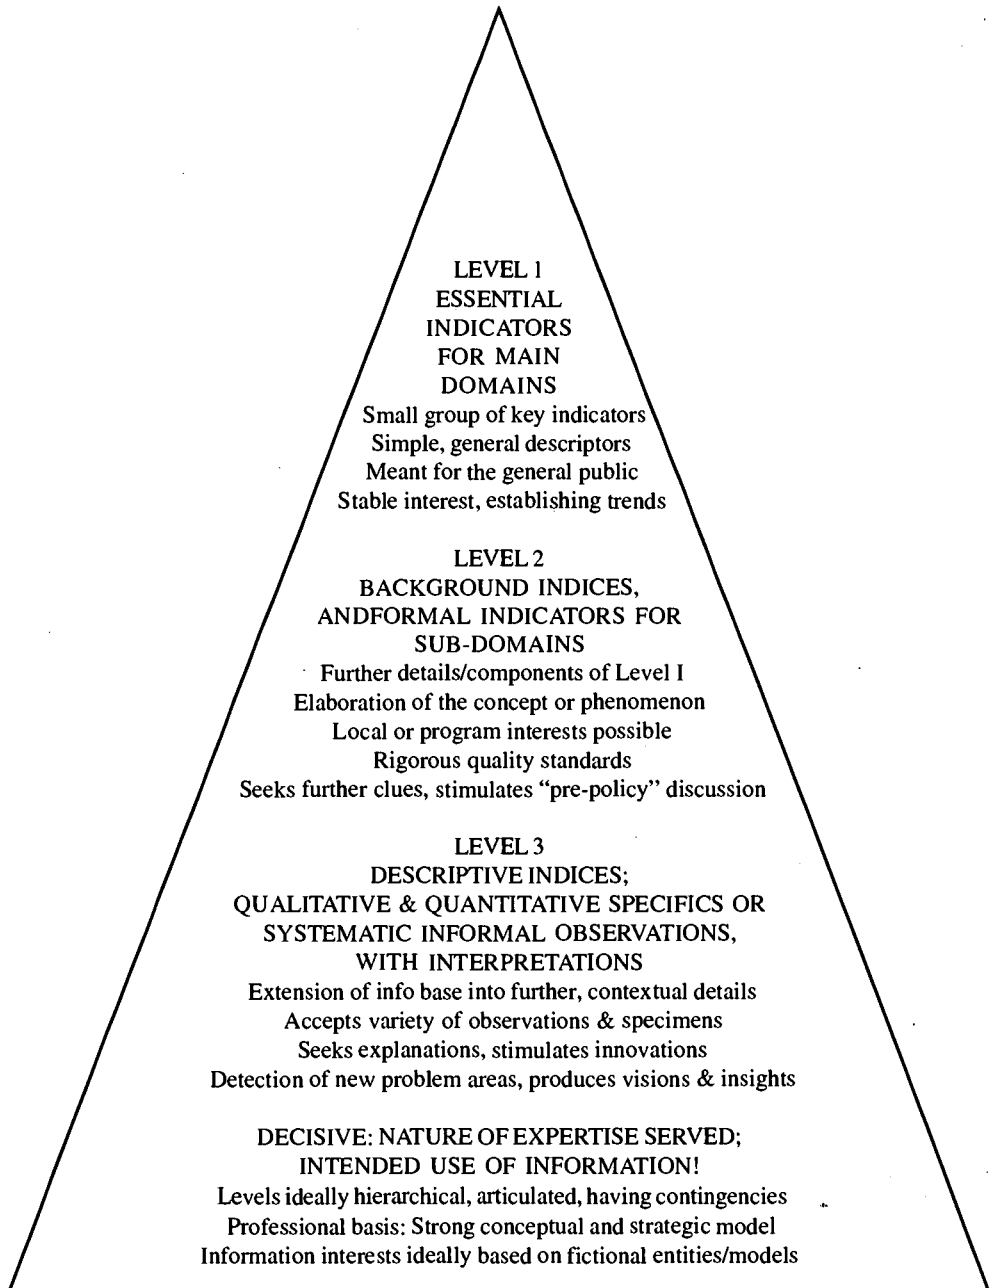 LEVEL 1
ESSENTIAL
INDICATORS
FOR MAIN
DOMAINS
Small group of key indicators
Simple, general descriptors
Meant for the general public
Stable interest, establishing trends
LEVEL 2
BACKGROUND INDICES,
ANDFORMAL INDICATORS FOR
SUB-DOMAINS
Further details/components of Level I
Elaboration of the concept or phenomenon
Local or program interests possible
Rigorous quality standards
Seeks further clues, stimulates “pre-policy” discussion
LEVEL 3
DESCRIPTIVE INDICES;
QUALITATIVE & QUANTITATIVE SPECIFICS OR
SYSTEMATIC INFORMAL OBSERVATIONS,
WITH INTERPRETATIONS
Extension of info base into further, contextual details
Accepts variety of observations & specimens
Seeks explanations, stimulates innovations
Detection of new problem areas, produces visions & insights
DECISIVE: NATURE OF EXPERTISE SERVED;
INTENDED USE OF INFORMATION!
Levels ideally hierarchical, articulated, having contingencies
Professional basis: Strong conceptual and strategic model
Information interests ideally based on fictional entities/models